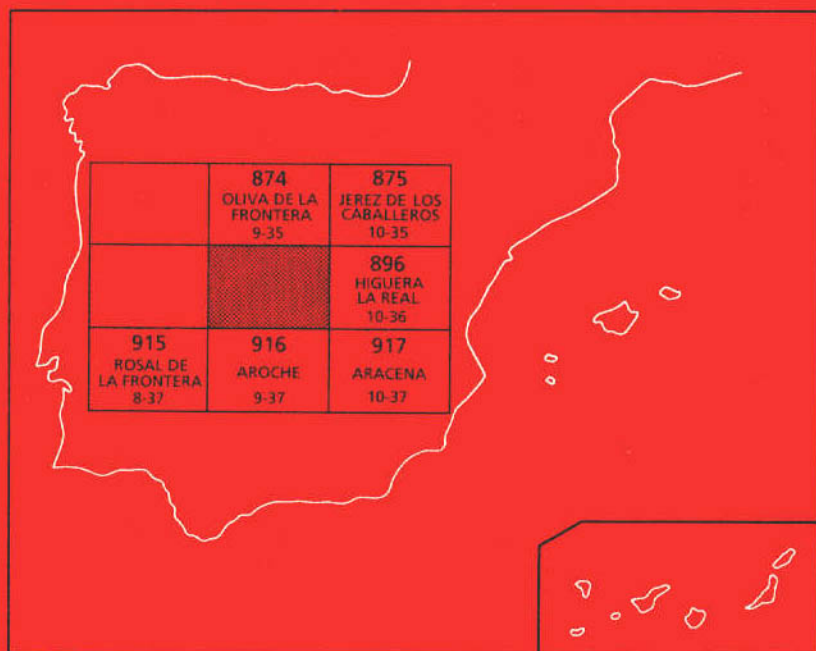 874
OLIVA DE LA
FRONTERA
9-35
875
JEREZ DE LOS
CABALLEROS
10-35
896
HIGUERA
LA REAL
10-36
915
ROSAL DE
LA FRONTERA
8-37
916
AROCHE
9-37
917
ARACENA
10-37